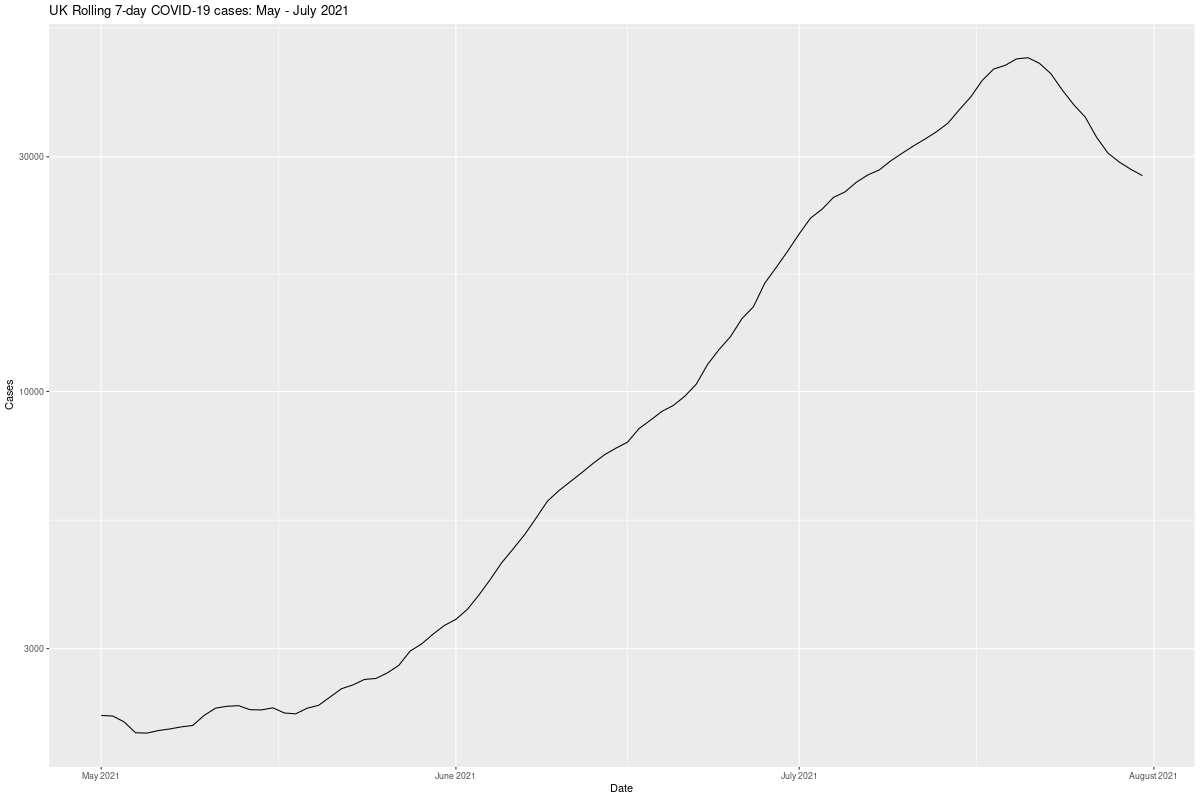 UK Rolling 7-day COVID-19 cases: May - July 2021
30000
10000
3000
Cases
May 2021
June 2021
July 2021
August 2021
Date